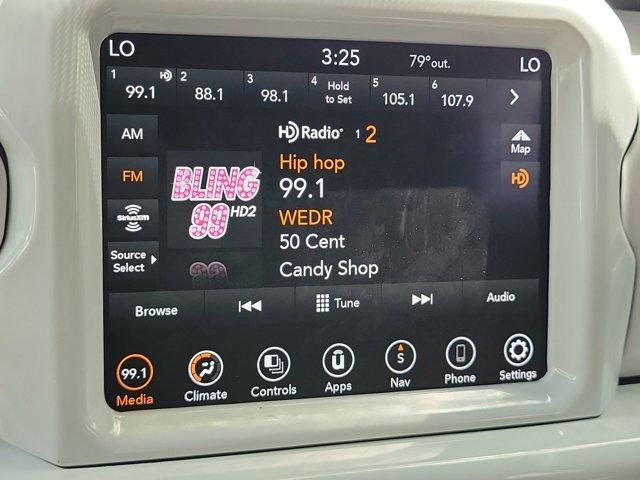 LO 3:25 79° out. LO
1 99.1 HD 2 88.1 3 98.1 4 Hold to Set 5 105.1 6 107.9
AM
HD Radio 1 2
Map
FM
BLING 99 HD2
Hip hop
99.1
HD
SiriusXM
WEDR
50 Cent
Source Select
Candy Shop
99
Browse Tune Audio
99.1 û S
Media Climate Controls Apps Nav Phone Settings